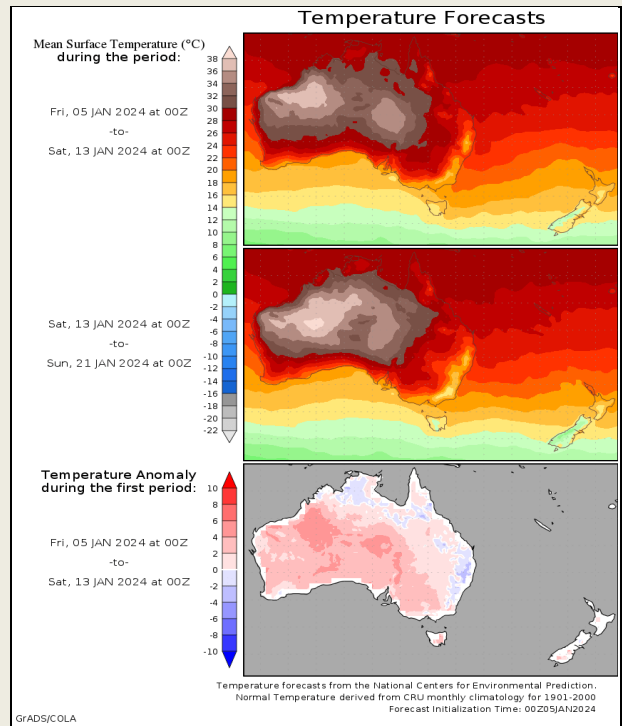 Temperature Forecasts
Mean Surface Temperature (°C)
during the period:
Fri, 05 JAN 2024 at 00Z
-to-
Sat, 13 JAN 2024 at 00Z
38
36
34
32
30
28
26
24
22
20
18
16
14
12
10
8
6
4
2
0
-2
-4
-6
-8
-10
-12
-14
-16
-18
-20
-22
Sat, 13 JAN 2024 at 00Z
-to-
Sun, 21 JAN 2024 at 00Z
Temperature Anomaly
during the first period:
Fri, 05 JAN 2024 at 00Z
-to-
Sat, 13 JAN 2024 at 00Z
10
8
6
4
2
0
-2
-4
-6
-8
-10
Temperature forecasts from the National Centers for Environmental Prediction.
Normal Temperature derived from CRU monthly climatology for 1901-2000
Forecast Initialization Time: 00Z05JAN2024
GrADS/COLA